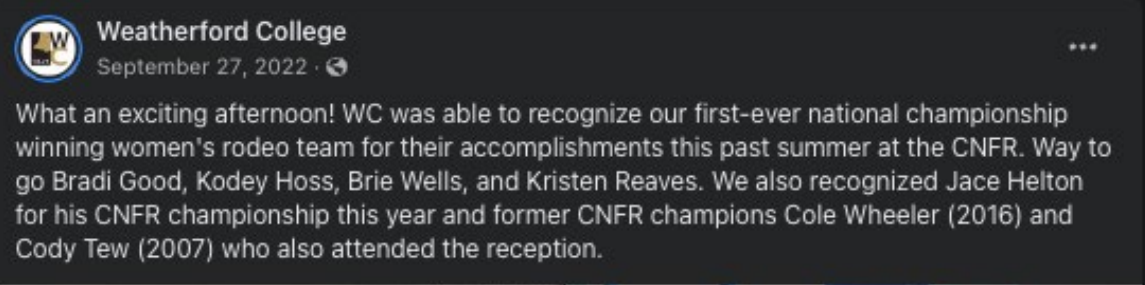 Weatherford College
September 27, 2022 ·
What an exciting afternoon! WC was able to recognize our first-ever national championship
winning women's rodeo team for their accomplishments this past summer at the CNFR. Way to
go Bradi Good, Kodey Hoss, Brie Wells, and Kristen Reaves. We also recognized Jace Helton
for his CNFR championship this year and former CNFR champions Cole Wheeler (2016) and
Cody Tew (2007) who also attended the reception.